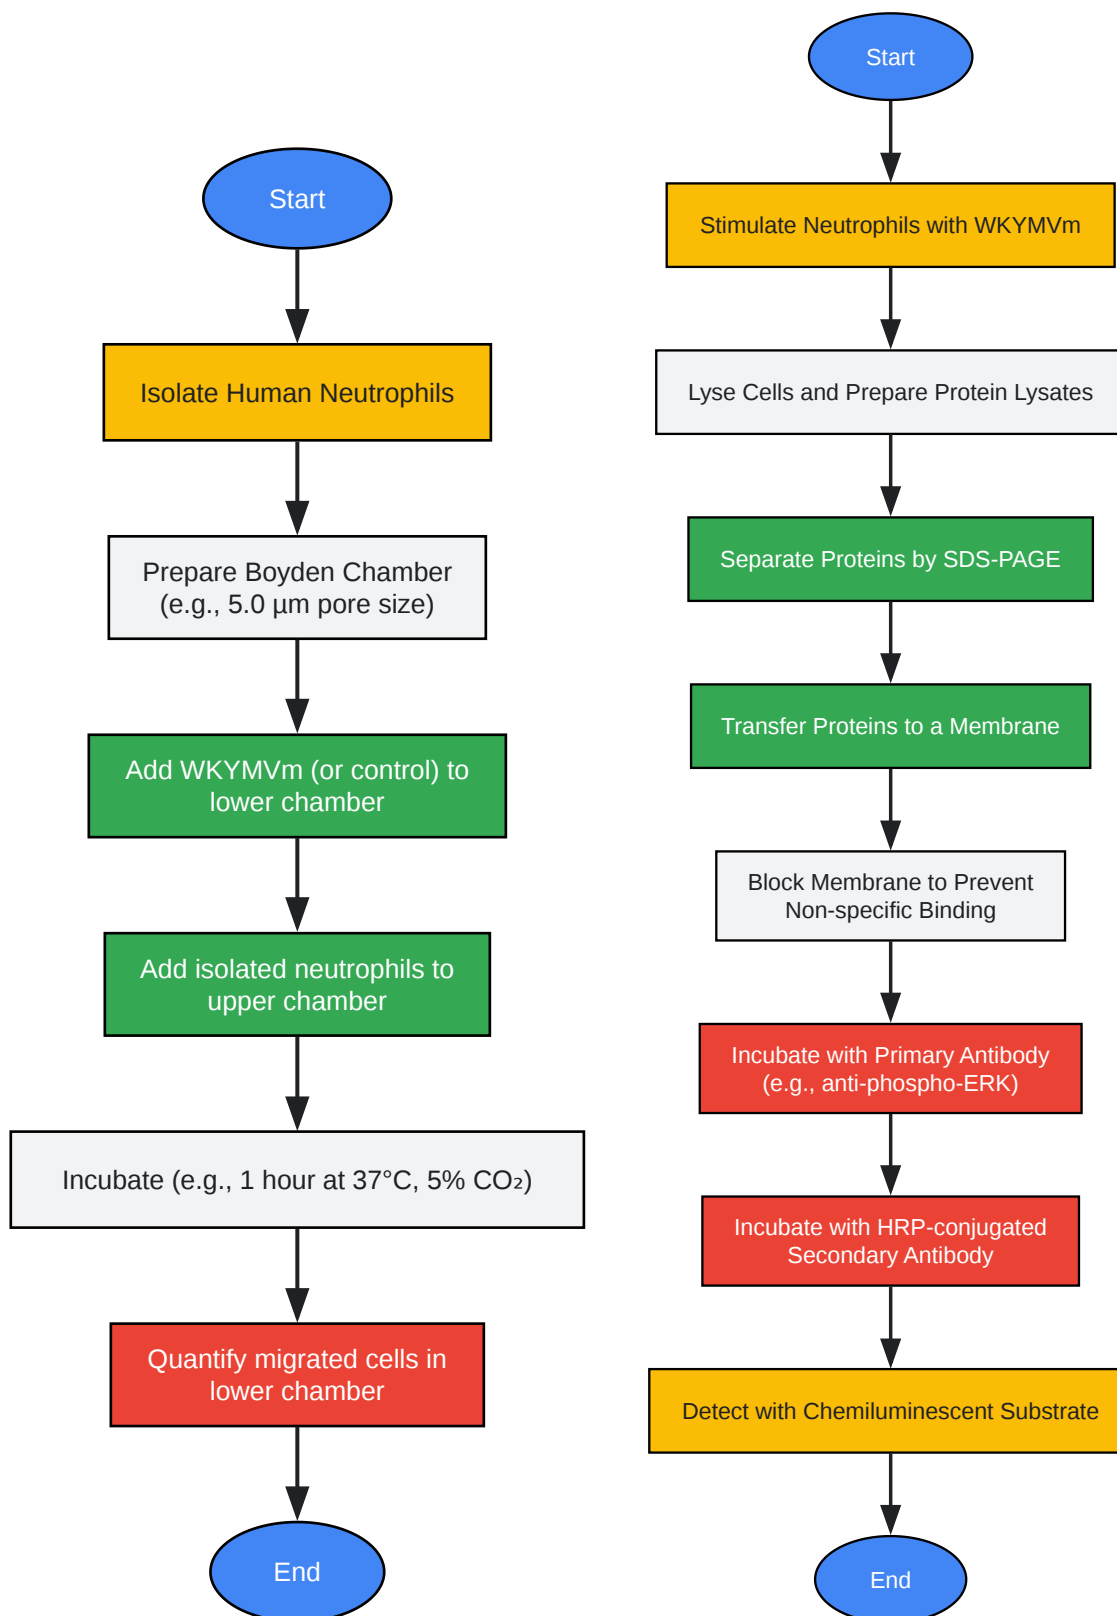 Start
Isolate Human Neutrophils
Prepare Boyden Chamber
(e.g., 5.0 µm pore size)
Add WKYMVm (or control) to
lower chamber
Add isolated neutrophils to
upper chamber
Incubate (e.g., 1 hour at 37°C, 5% CO₂)
Quantify migrated cells in
lower chamber
End
Start
Stimulate Neutrophils with WKYMVm
Lyse Cells and Prepare Protein Lysates
Separate Proteins by SDS-PAGE
Transfer Proteins to a Membrane
Block Membrane to Prevent
Non-specific Binding
Incubate with Primary Antibody
(e.g., anti-phospho-ERK)
Incubate with HRP-conjugated
Secondary Antibody
Detect with Chemiluminescent Substrate
End